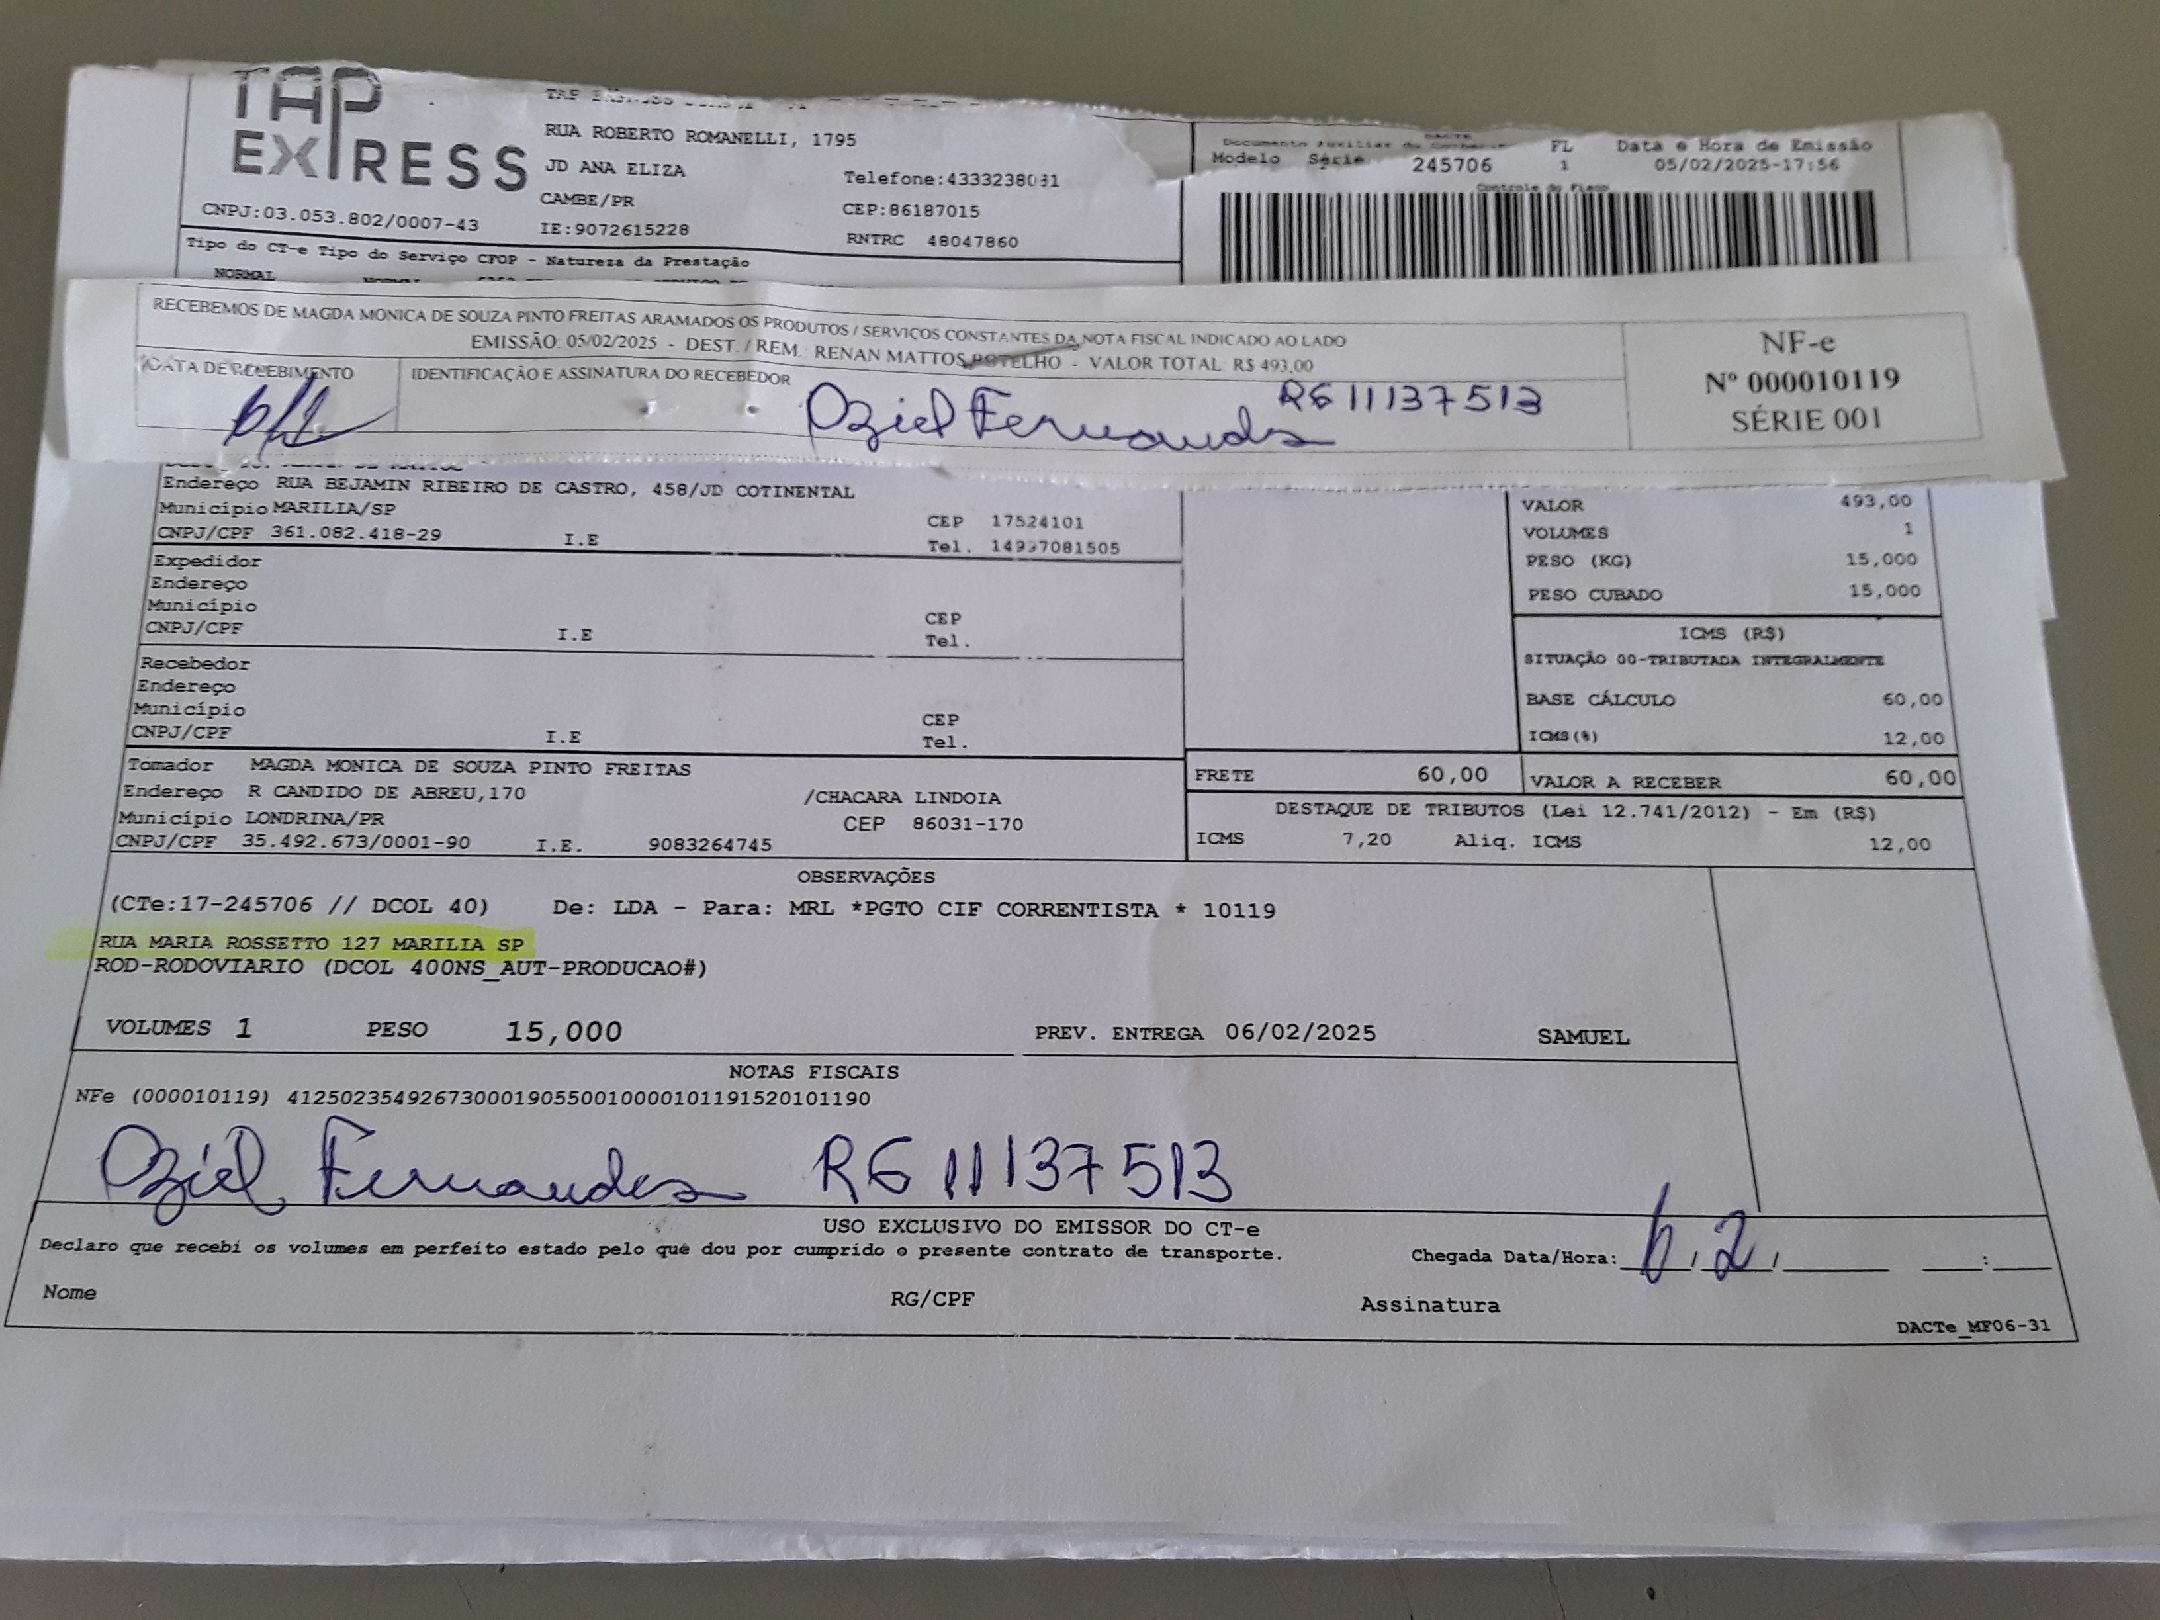 TAP EXPRESS
TAP EXPRESS
RUA ROBERTO ROMANELLI, 1795
JD ANA ELIZA
Telefone:4333238031
CAMBE/PR
CEP:86187015
CNPJ:03.053.802/0007-43
IE:9072615228
RNTRC 48047860
Tipo do CT-e Tipo do Serviço CFOP - Natureza da Prestação
NORMAL NORMAL
DACTE
Documento Auxiliar do
FL
Data e Hora de Emissão
Modelo Série 245706 1 05/02/2025-17:56
Controle do Fisco
RECEBEMOS DE MAGDA MONICA DE SOUZA PINTO FREITAS ARAMADOS OS PRODUTOS / SERVIÇOS CONSTANTES DA NOTA FISCAL INDICADO AO LADO
EMISSÃO: 05/02/2025 - DEST. / REM.: RENAN MATTOS BOTELHO - VALOR TOTAL: R$ 493,00
DATA DE RECEBIMENTO
IDENTIFICAÇÃO E ASSINATURA DO RECEBEDOR
Oziel Fernandes RG 11137513
NF-e
Nº 000010119
SÉRIE 001
Endereço RUA BEJAMIN RIBEIRO DE CASTRO, 458/JD COTINENTAL
Município MARILIA/SP
CEP 17524101
CNPJ/CPF 361.082.418-29 I.E
Tel. 14997081505
Expedidor
Endereço
Município
CEP
CNPJ/CPF I.E
Tel.
Recebedor
Endereço
Município
CEP
CNPJ/CPF I.E
Tel.
Tomador MAGDA MONICA DE SOUZA PINTO FREITAS
Endereço R CANDIDO DE ABREU,170 /CHACARA LINDOIA
Município LONDRINA/PR CEP 86031-170
CNPJ/CPF 35.492.673/0001-90 I.E. 9083264745
VALOR 493,00
VOLUMES 1
PESO (KG) 15,000
PESO CUBADO 15,000
ICMS (R$)
SITUAÇÃO 00-TRIBUTADA INTEGRALMENTE
BASE CÁLCULO 60,00
ICMS(%) 12,00
FRETE 60,00 VALOR A RECEBER 60,00
DESTAQUE DE TRIBUTOS (Lei 12.741/2012) - Em (R$)
ICMS 7,20 Aliq. ICMS 12,00
OBSERVAÇÕES
(CTe:17-245706 // DCOL 40) De: LDA - Para: MRL *PGTO CIF CORRENTISTA * 10119
RUA MARIA ROSSETTO 127 MARILIA SP
ROD-RODOVIARIO (DCOL 400NS_AUT-PRODUCAO#)
VOLUMES 1 PESO 15,000 PREV. ENTREGA 06/02/2025 SAMUEL
NOTAS FISCAIS
NFe (000010119) 41250235492673000190550010000101191520101190
Oziel Fernandes RG 11137513
USO EXCLUSIVO DO EMISSOR DO CT-e
Declaro que recebi os volumes em perfeito estado pelo que dou por cumprido o presente contrato de transporte.
Chegada Data/Hora: 6 / 2 / :
Nome RG/CPF Assinatura
DACTe_MF06-31